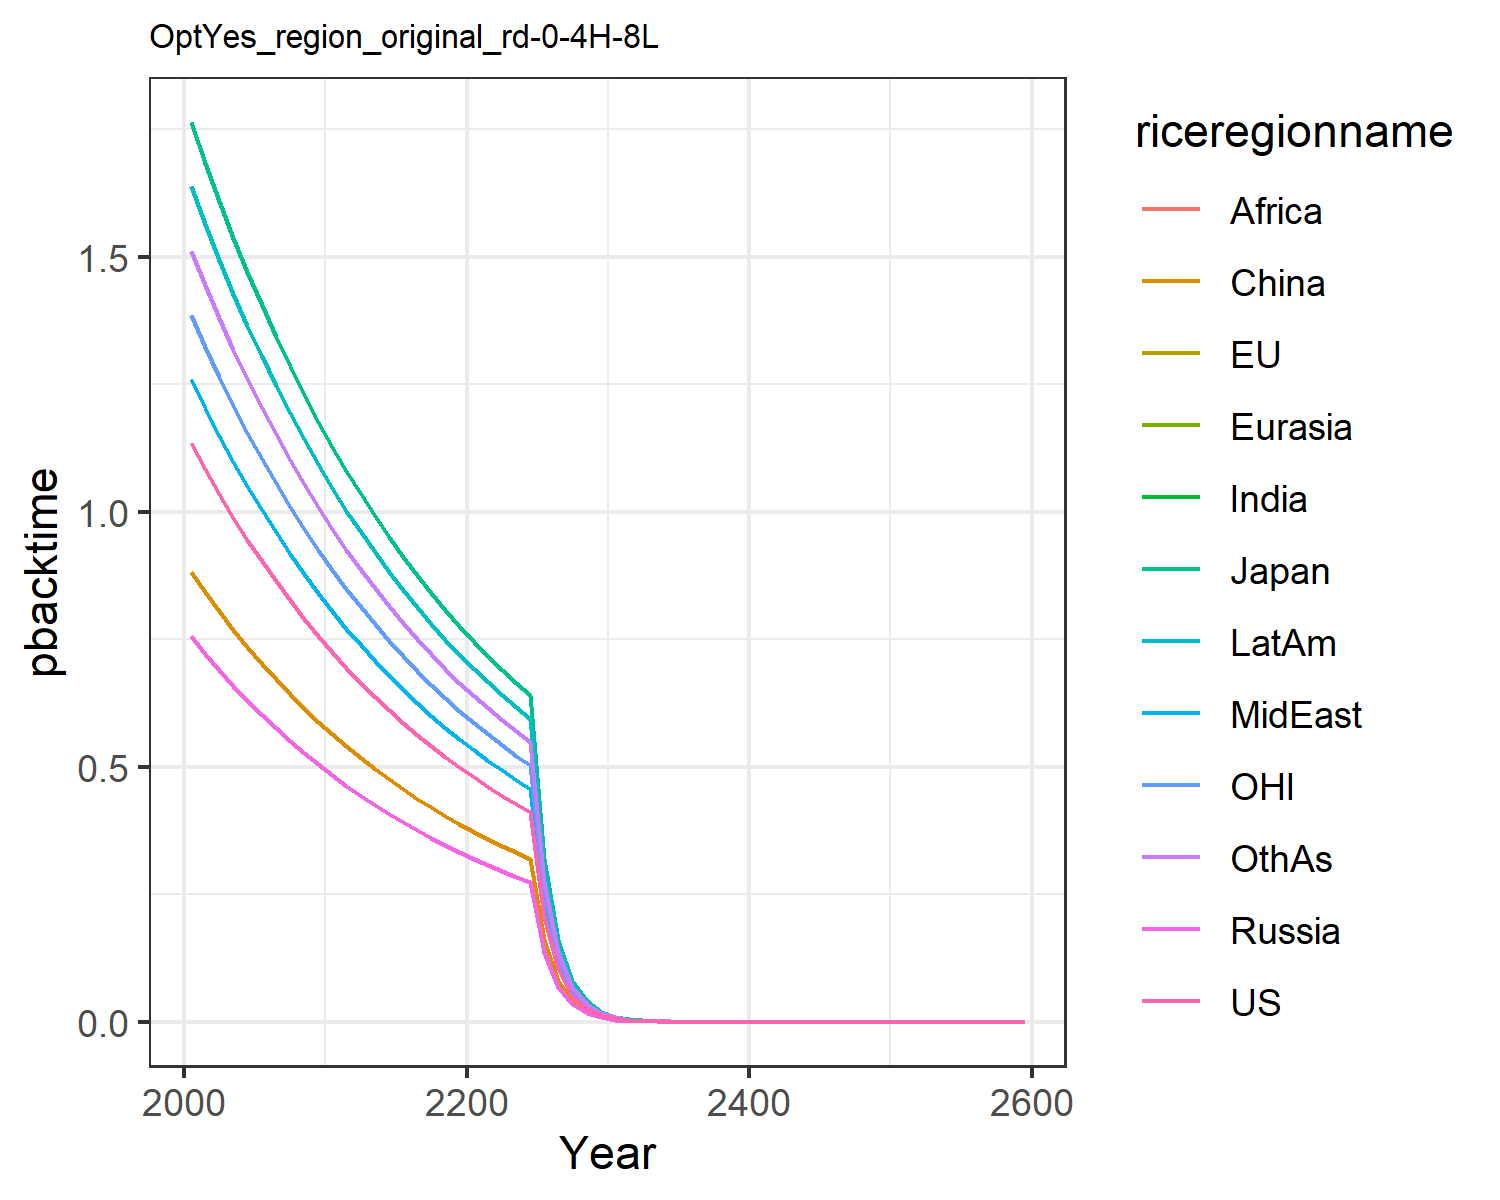 OptYes_region_original_rd-0-4H-8L
pbacktime
1.5
1.0
0.5
0.0
2000 2200 2400 2600
Year
riceregionname
Africa
China
EU
Eurasia
India
Japan
LatAm
MidEast
OHI
OthAs
Russia
US